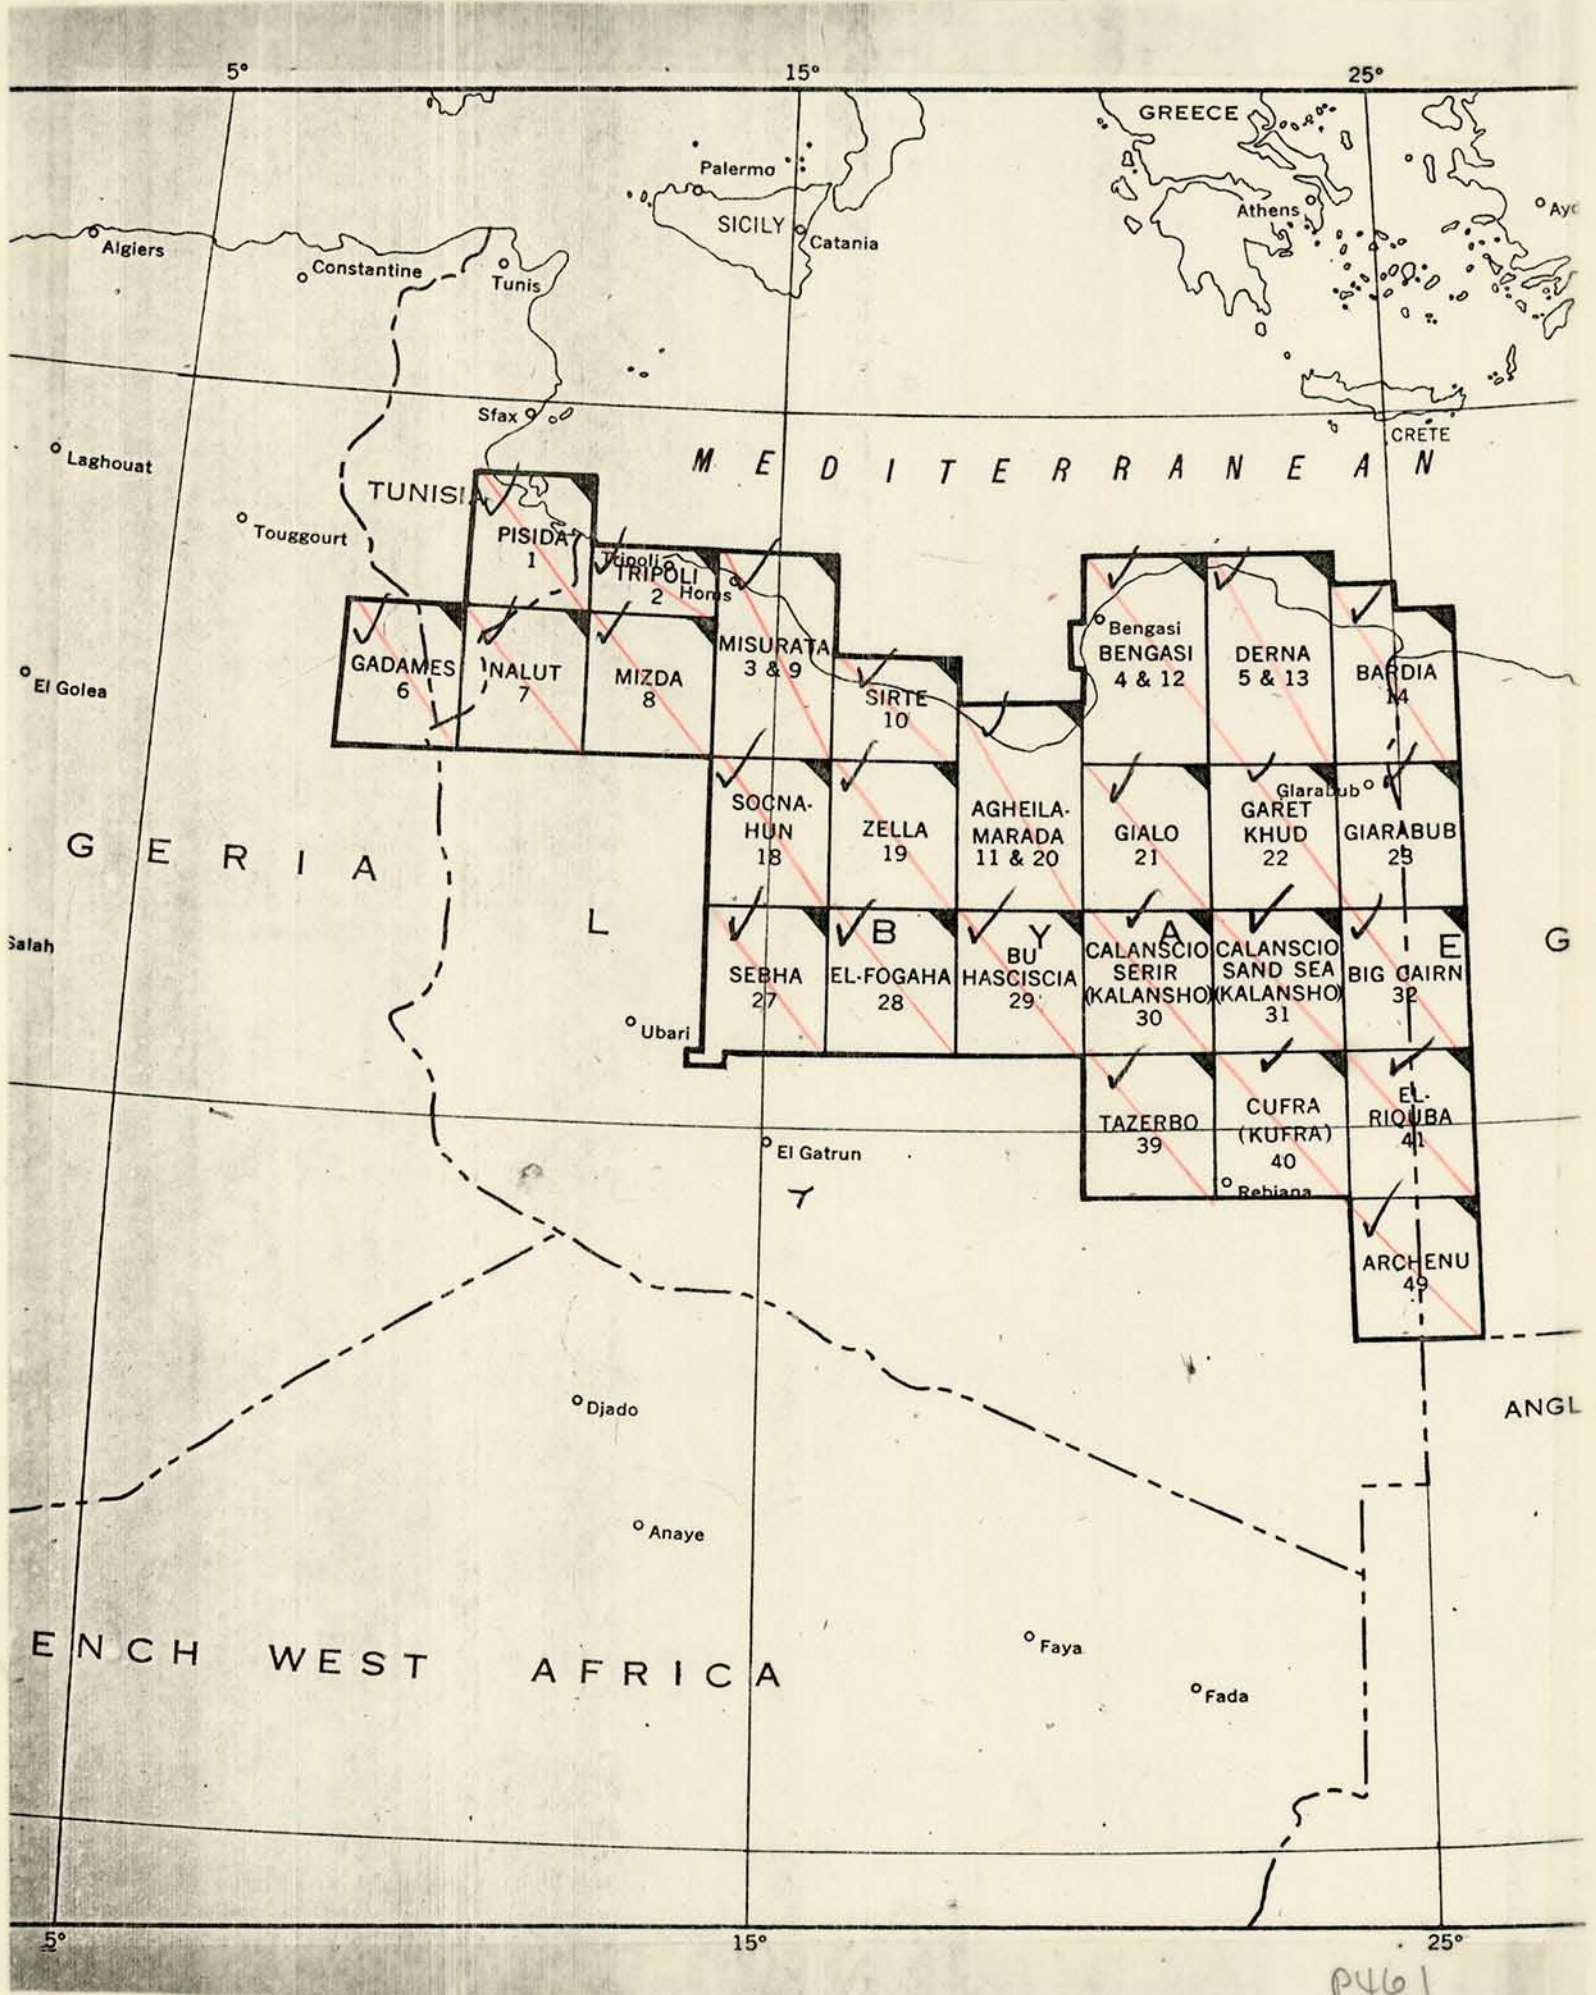 5° 15° 25°
GREECE
Palermo
SICILY
Catania
Athens
Algiers
Constantine
Tunis
Sfax
CRETE
Laghouat
MEDITERRANEAN
TUNISIA
Touggourt
PISIDA
1
Tripoli
TRIPOLI
2
Homs
El Golea
GADAMES
6
NALUT
7
MIZDA
8
MISURATA
3 & 9
SIRTE
10
Bengasi
BENGASI
4 & 12
DERNA
5 & 13
BARDIA
14
GERIA
SOCNA-
HUN
18
ZELLA
19
AGHEILA-
MARADA
11 & 20
GIALO
21
GARET
KHUD
22
Giarabub
GIARABUB
23
L B Y A E G
Salah
SEBHA
27
EL-FOGAHA
28
BU
HASCISCIA
29
CALANSCIO
SERIR
(KALANSHO)
30
CALANSCIO
SAND SEA
(KALANSHO)
31
BIG CAIRN
32
Ubari
El Gatrun
TAZERBO
39
CUFRA
(KUFRA)
40
Rebiana
EL-
RIQUBA
41
ARCHENU
49
ANGL
Djado
Anaye
ENCH WEST AFRICA
Faya
Fada
5° 15° 25°
P461